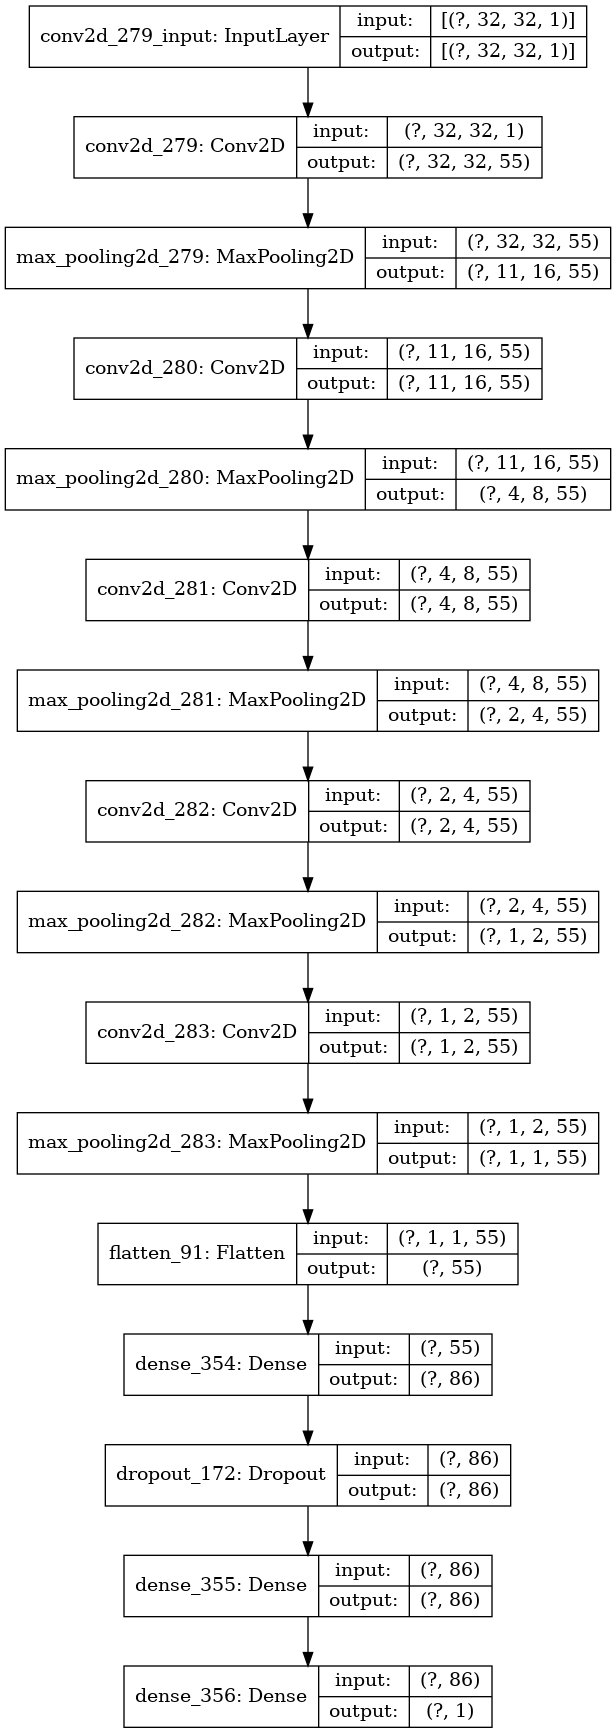 conv2d_279_input: InputLayer
input: [(?, 32, 32, 1)]
output: [(?, 32, 32, 1)]
conv2d_279: Conv2D
input: (?, 32, 32, 1)
output: (?, 32, 32, 55)
max_pooling2d_279: MaxPooling2D
input: (?, 32, 32, 55)
output: (?, 11, 16, 55)
conv2d_280: Conv2D
input: (?, 11, 16, 55)
output: (?, 11, 16, 55)
max_pooling2d_280: MaxPooling2D
input: (?, 11, 16, 55)
output: (?, 4, 8, 55)
conv2d_281: Conv2D
input: (?, 4, 8, 55)
output: (?, 4, 8, 55)
max_pooling2d_281: MaxPooling2D
input: (?, 4, 8, 55)
output: (?, 2, 4, 55)
conv2d_282: Conv2D
input: (?, 2, 4, 55)
output: (?, 2, 4, 55)
max_pooling2d_282: MaxPooling2D
input: (?, 2, 4, 55)
output: (?, 1, 2, 55)
conv2d_283: Conv2D
input: (?, 1, 2, 55)
output: (?, 1, 2, 55)
max_pooling2d_283: MaxPooling2D
input: (?, 1, 2, 55)
output: (?, 1, 1, 55)
flatten_91: Flatten
input: (?, 1, 1, 55)
output: (?, 55)
dense_354: Dense
input: (?, 55)
output: (?, 86)
dropout_172: Dropout
input: (?, 86)
output: (?, 86)
dense_355: Dense
input: (?, 86)
output: (?, 86)
dense_356: Dense
input: (?, 86)
output: (?, 1)